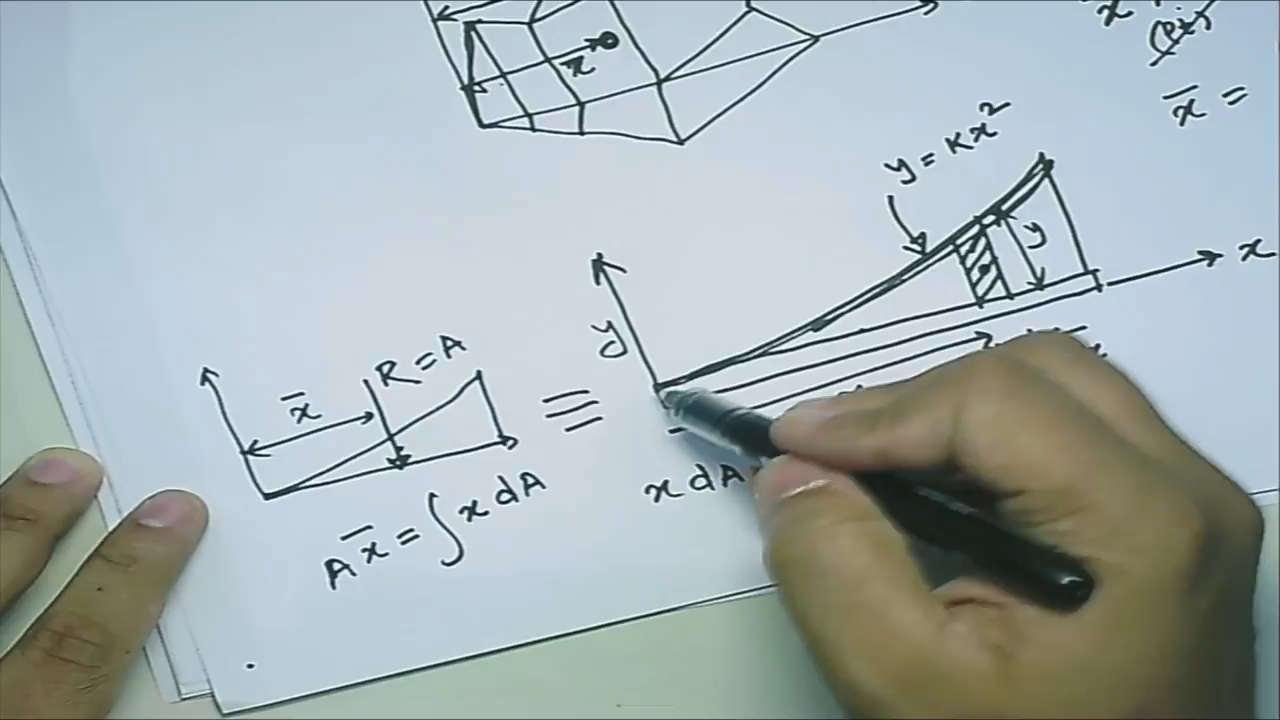 x
x̄ =
y = Kx²
y
x
y
R = A
x̄
x dA
Ax̄ = ∫ x dA